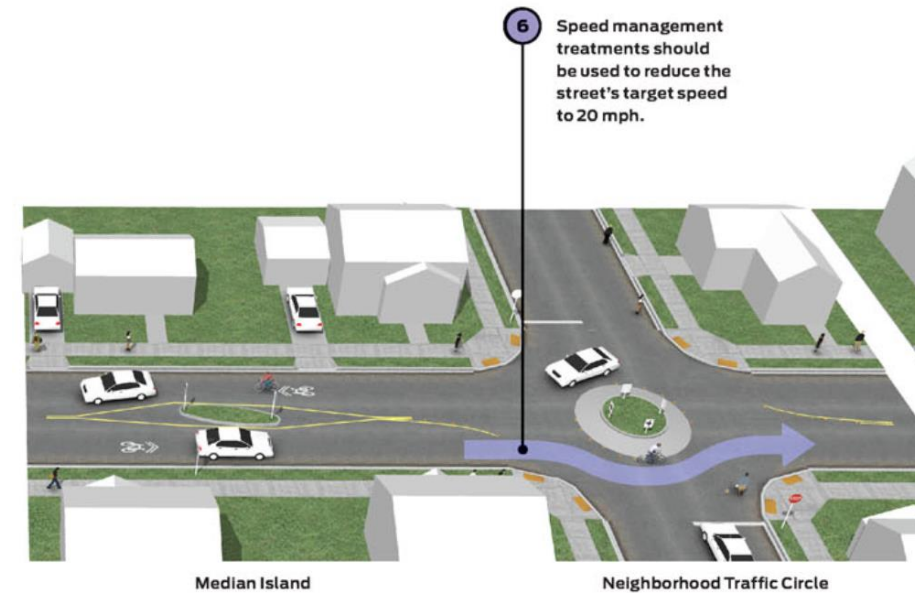 6
Speed management
treatments should
be used to reduce the
street's target speed
to 20 mph.
Median Island
Neighborhood Traffic Circle